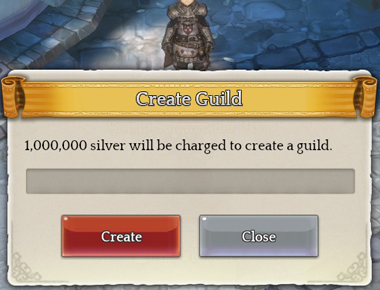 Create Guild
1,000,000 silver will be charged to create a guild.
Create
Close